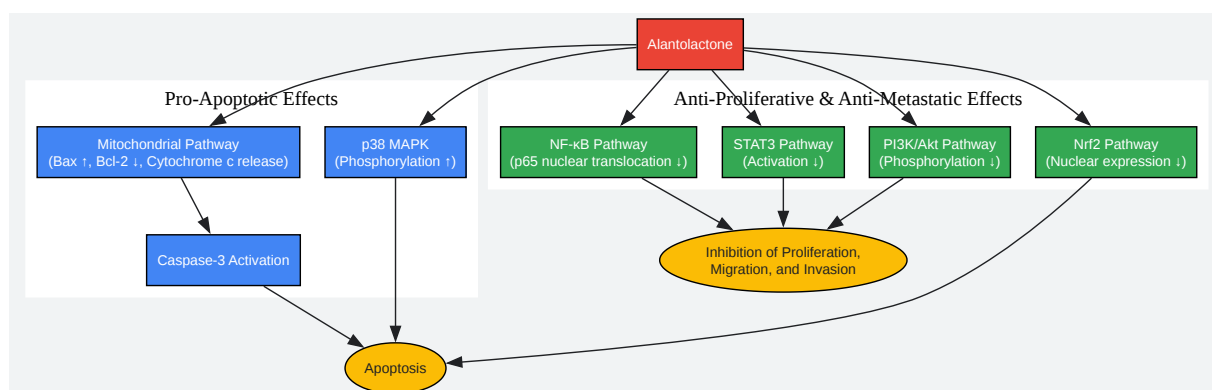 Alantolactone
Pro-Apoptotic Effects
Anti-Proliferative & Anti-Metastatic Effects
Mitochondrial Pathway
(Bax ↑, Bcl-2 ↓, Cytochrome c release)
p38 MAPK
(Phosphorylation ↑)
NF-κB Pathway
(p65 nuclear translocation ↓)
STAT3 Pathway
(Activation ↓)
PI3K/Akt Pathway
(Phosphorylation ↓)
Nrf2 Pathway
(Nuclear expression ↓)
Caspase-3 Activation
Inhibition of Proliferation,
Migration, and Invasion
Apoptosis